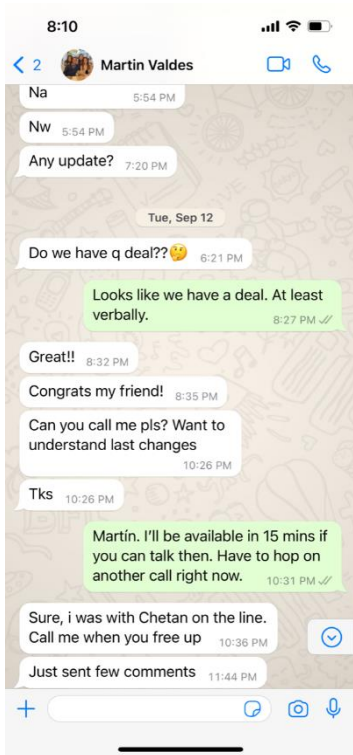 8:10
2
Martin Valdes
Na
5:54 PM
Nw 5:54 PM
Any update? 7:20 PM
Tue, Sep 12
Do we have q deal??🤔 6:21 PM
Looks like we have a deal. At least
verbally.
8:27 PM
Great!! 8:32 PM
Congrats my friend! 8:35 PM
Can you call me pls? Want to
understand last changes
10:26 PM
Tks 10:26 PM
Martín. I’ll be available in 15 mins if
you can talk then. Have to hop on
another call right now. 10:31 PM
Sure, i was with Chetan on the line.
Call me when you free up 10:36 PM
Just sent few comments 11:44 PM